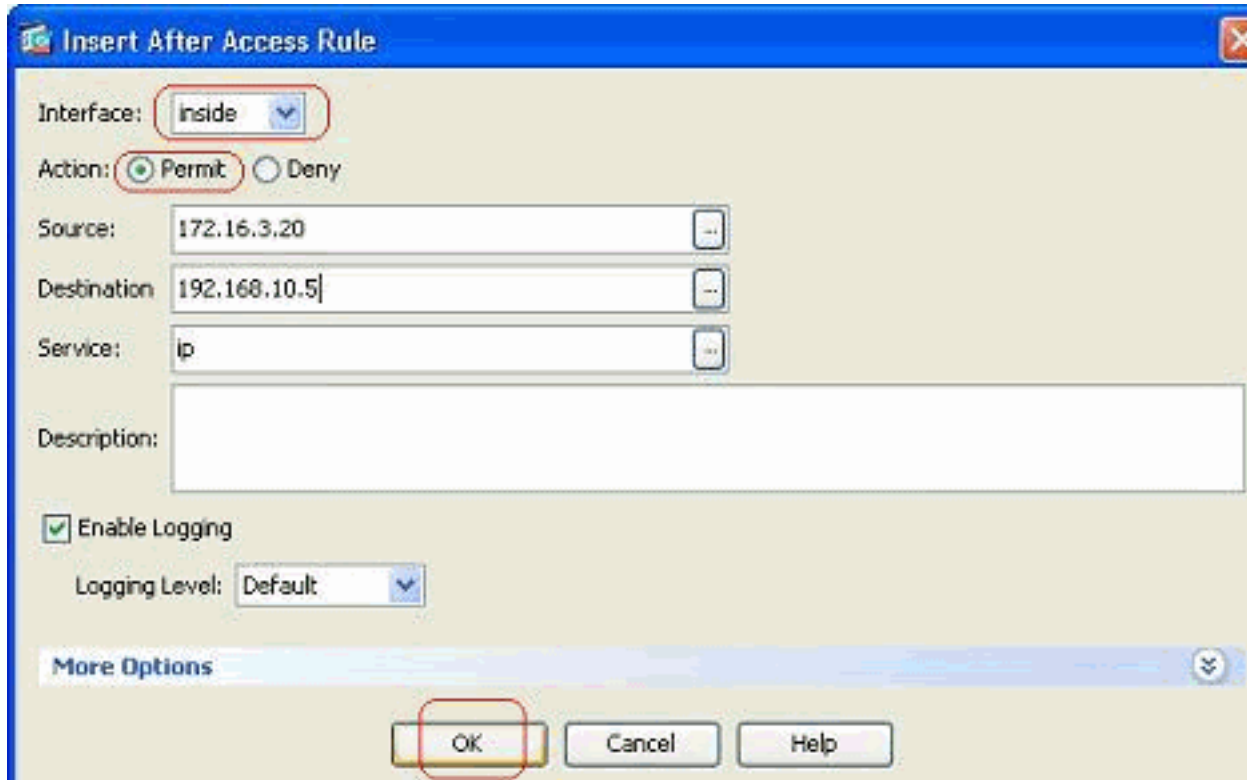 Insert After Access Rule
Interface: inside
Action: Permit Deny
Source: 172.16.3.20 ...
Destination 192.168.10.5 ...
Service: ip ...
Description:
Enable Logging
Logging Level: Default
More Options
OK Cancel Help